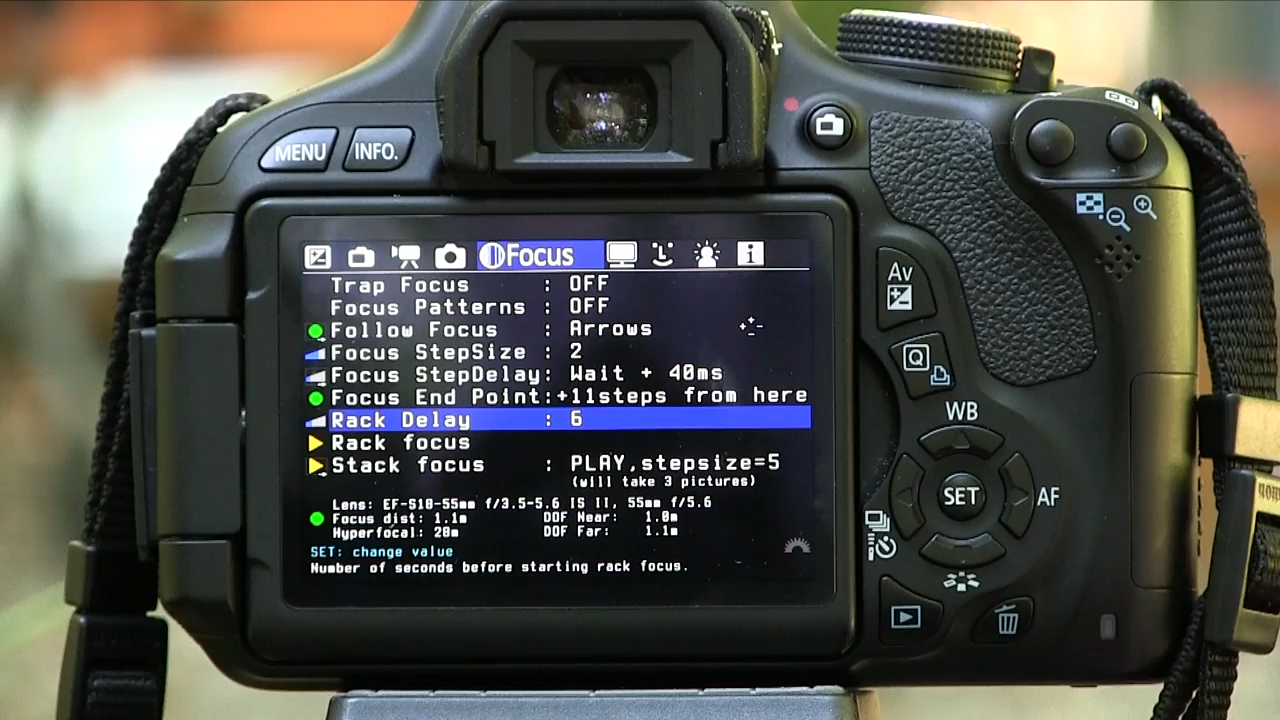 MENU
INFO.
Focus
Trap Focus : OFF
Focus Patterns : OFF
Follow Focus : Arrows
Focus StepSize : 2
Focus StepDelay: Wait + 40ms
Focus End Point:+11steps from here
Rack Delay : 6
Rack focus
Stack focus : PLAY,stepsize=5
(will take 3 pictures)
Lens: EF-S18-55mm f/3.5-5.6 IS II, 55mm f/5.6
Focus dist: 1.1m DOF Near: 1.0m
Hyperfocal: 20m DOF Far: 1.1m
SET: change value
Number of seconds before starting rack focus.
Av
Q
WB
SET
AF
Canon